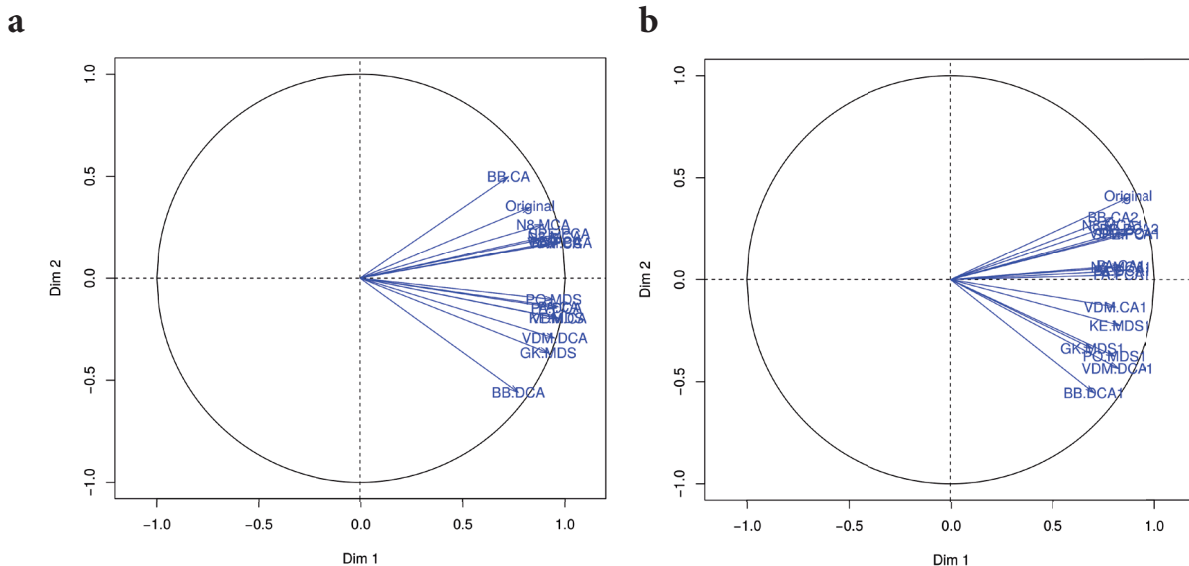 a
b
1.0
0.5
0.0
−0.5
−1.0
Dim 2
BB.CA
Original
N8.MCA
PO.MDS
VDM.DCA
GK.MDS
BB.DCA
−1.0
−0.5
0.0
0.5
1.0
Dim 1
1.0
0.5
0.0
−0.5
−1.0
Dim 2
Original
BB.CA2
VDM.CA1
KE.MDS1
GK.MDS1
PO.MDS1
VDM.DCA1
BB.DCA1
−1.0
−0.5
0.0
0.5
1.0
Dim 1